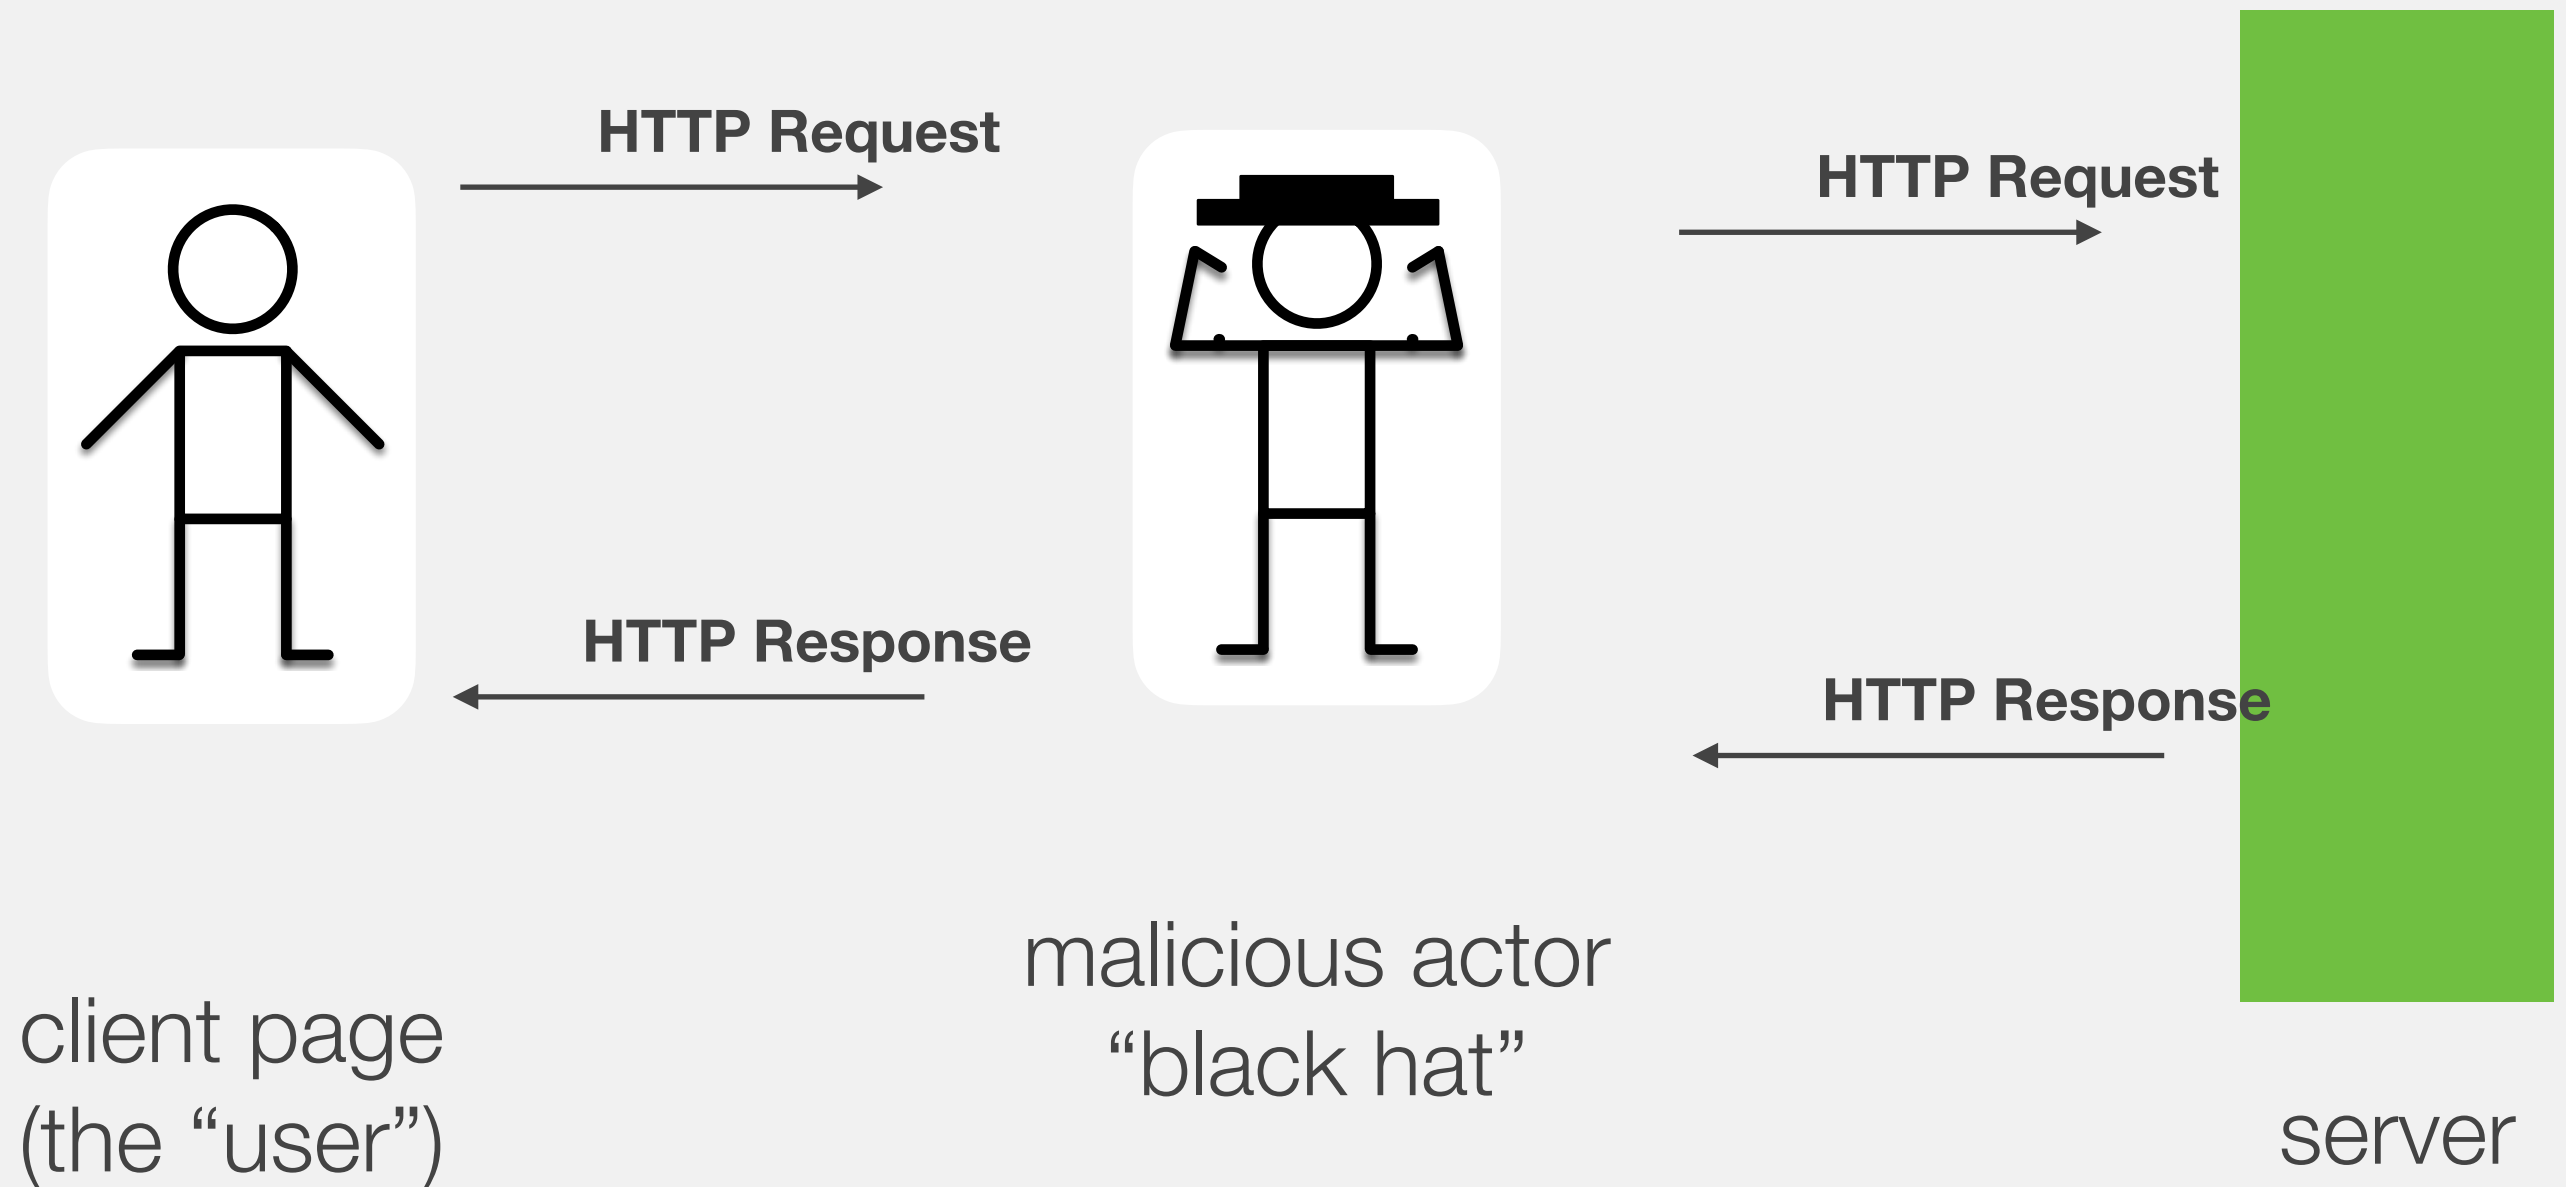 HTTP Request
HTTP Request
HTTP Response
HTTP Response
malicious actor
“black hat”
client page
(the “user”)
server